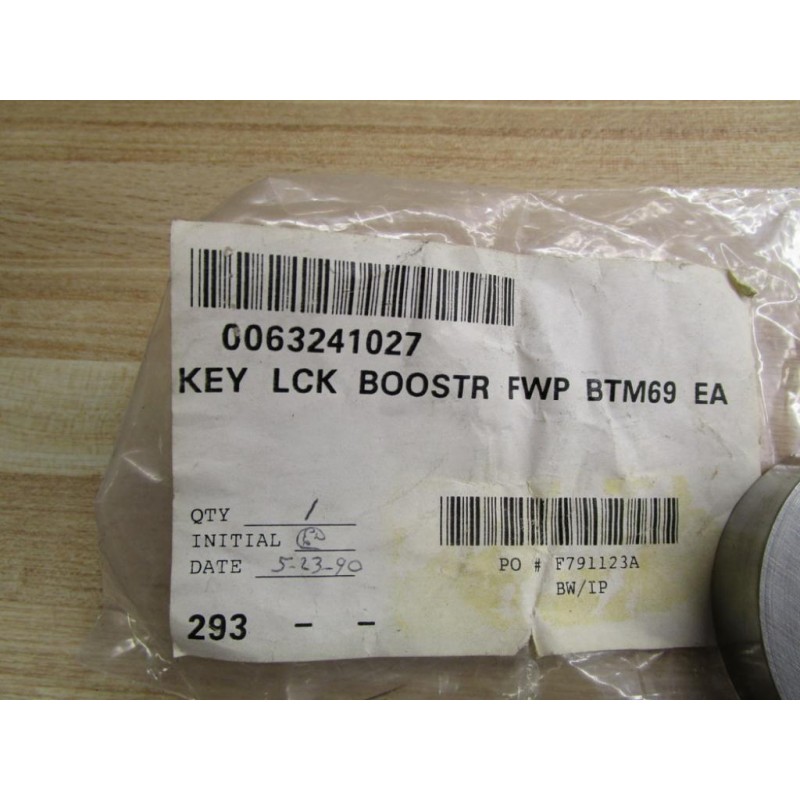 0063241027
KEY LCK BOOSTR FWP BTM69 EA
QTY 1
INITIAL
DATE 5-23-90
PO # F791123A
BW/IP
293 - -